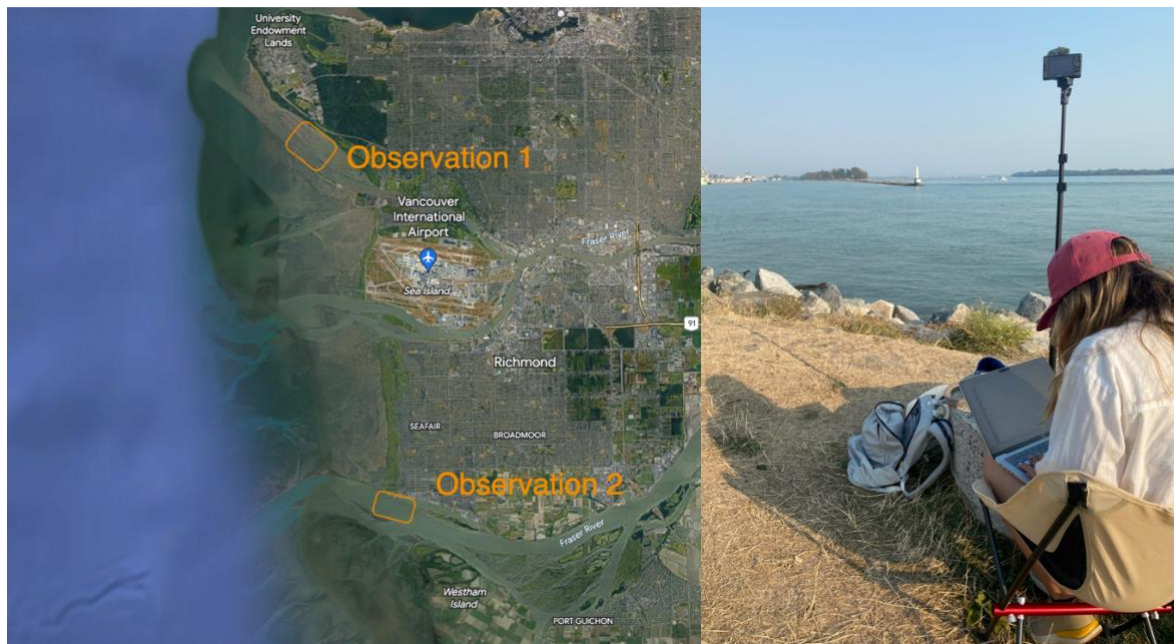 University
Endowment
Lands
Observation 1
Vancouver
International
Airport
Fraser River
Sea Island
91
Richmond
SEAFAIR
BROADMOOR
Observation 2
Fraser River
Westham
Island
PORT GUICHON